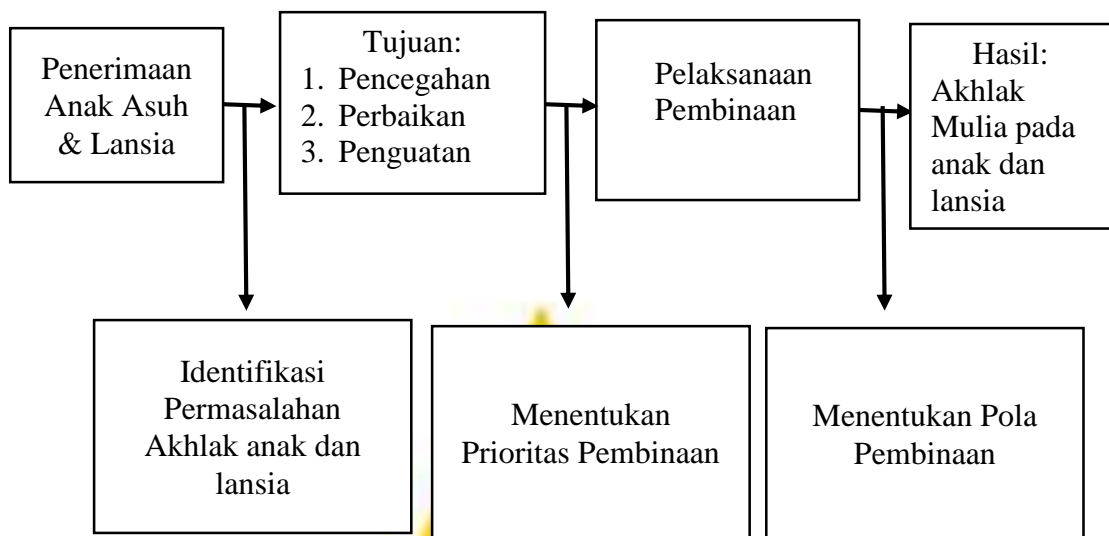 Penerimaan
Anak Asuh
& Lansia
Tujuan:
1. Pencegahan
2. Perbaikan
3. Penguatan
Pelaksanaan
Pembinaan
Hasil:
Akhlak
Mulia pada
anak dan
lansia
Identifikasi
Permasalahan
Akhlak anak dan
lansia
Menentukan
Prioritas Pembinaan
Menentukan Pola
Pembinaan